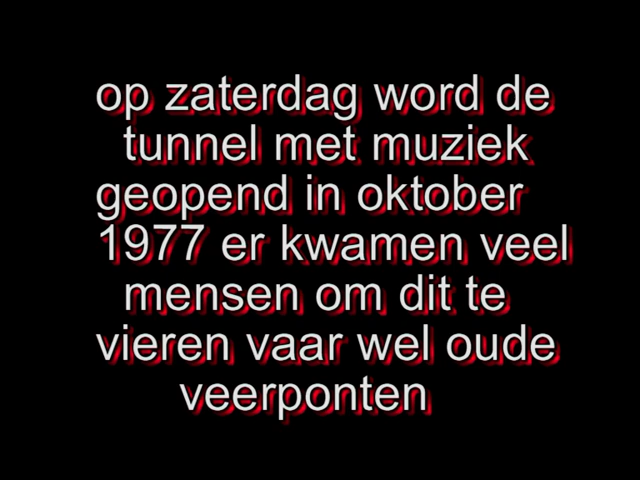 op zaterdag word de
tunnel met muziek
geopend in oktober
1977 er kwamen veel
mensen om dit te
vieren vaar wel oude
veerponten